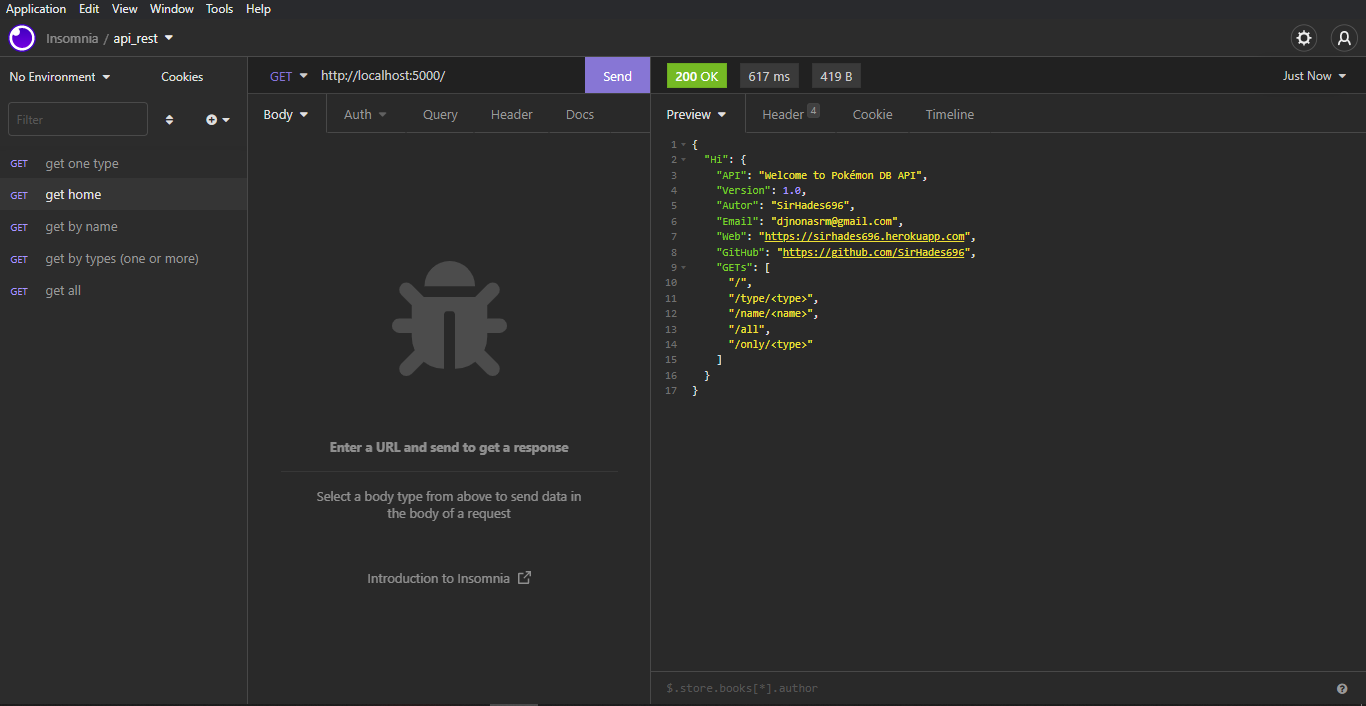 Application Edit View Window Tools Help
Insomnia / api_rest
No Environment Cookies
Filter
GET get one type
GET get home
GET get by name
GET get by types (one or more)
GET get all
GET http://localhost:5000/ Send
Body Auth Query Header Docs
Enter a URL and send to get a response
Select a body type from above to send data in
the body of a request
Introduction to Insomnia
200 OK 617 ms 419 B Just Now
Preview Header 4 Cookie Timeline
1 {
2 "Hi": {
3 "API": "Welcome to Pokémon DB API",
4 "Version": 1.0,
5 "Autor": "SirHades696",
6 "Email": "djnonasrm@gmail.com",
7 "Web": "https://sirhades696.herokuapp.com",
8 "GitHub": "https://github.com/SirHades696",
9 "GETs": [
10 "/",
11 "/type/<type>",
12 "/name/<name>",
13 "/all",
14 "/only/<type>"
15 ]
16 }
17 }
$.store.books[*].author